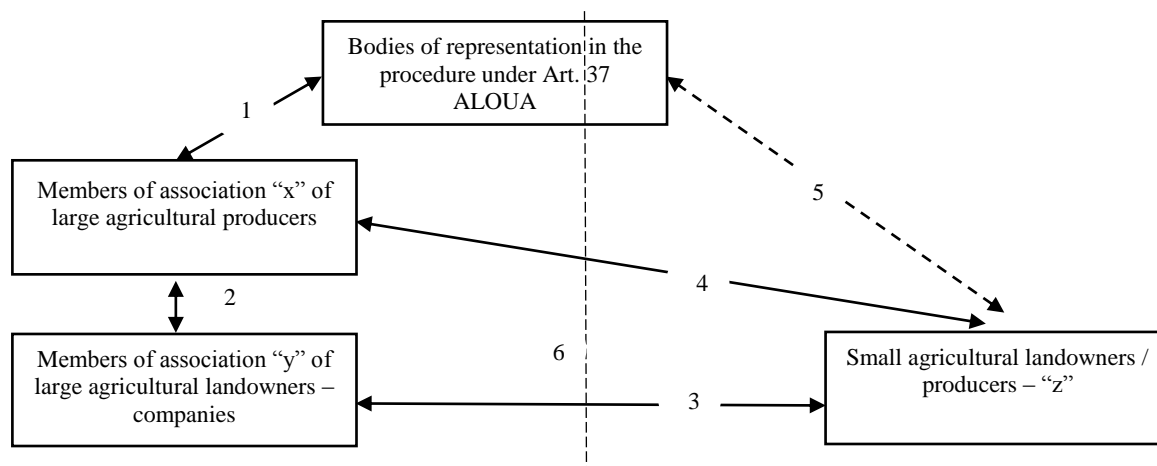 Bodies of representation in the
procedure under Art. 37
ALOUA
1
Members of association “x” of
large agricultural producers
5
4
2
Members of association “y” of
large agricultural landowners –
companies
6
Small agricultural landowners /
producers – “z”
3